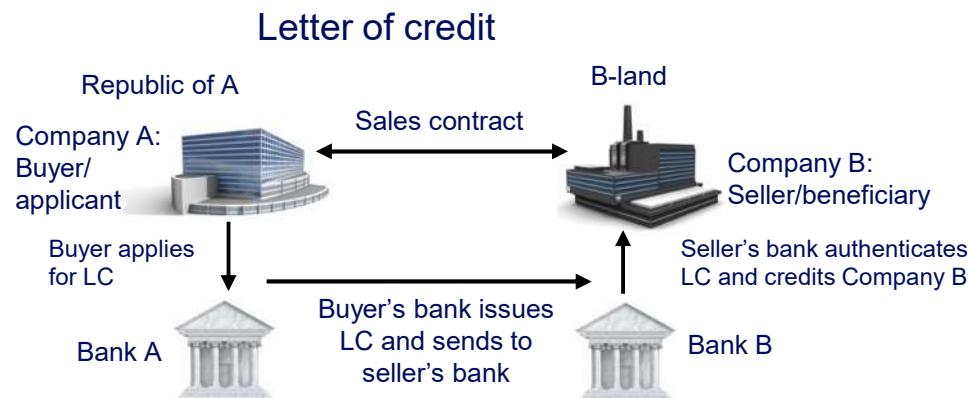 Letter of credit
Republic of A
B-land
Sales contract
Company A:
Buyer/
applicant
Company B:
Seller/beneficiary
Buyer applies
for LC
Seller’s bank authenticates
LC and credits Company B
Buyer’s bank issues
LC and sends to
seller’s bank
Bank A
Bank B